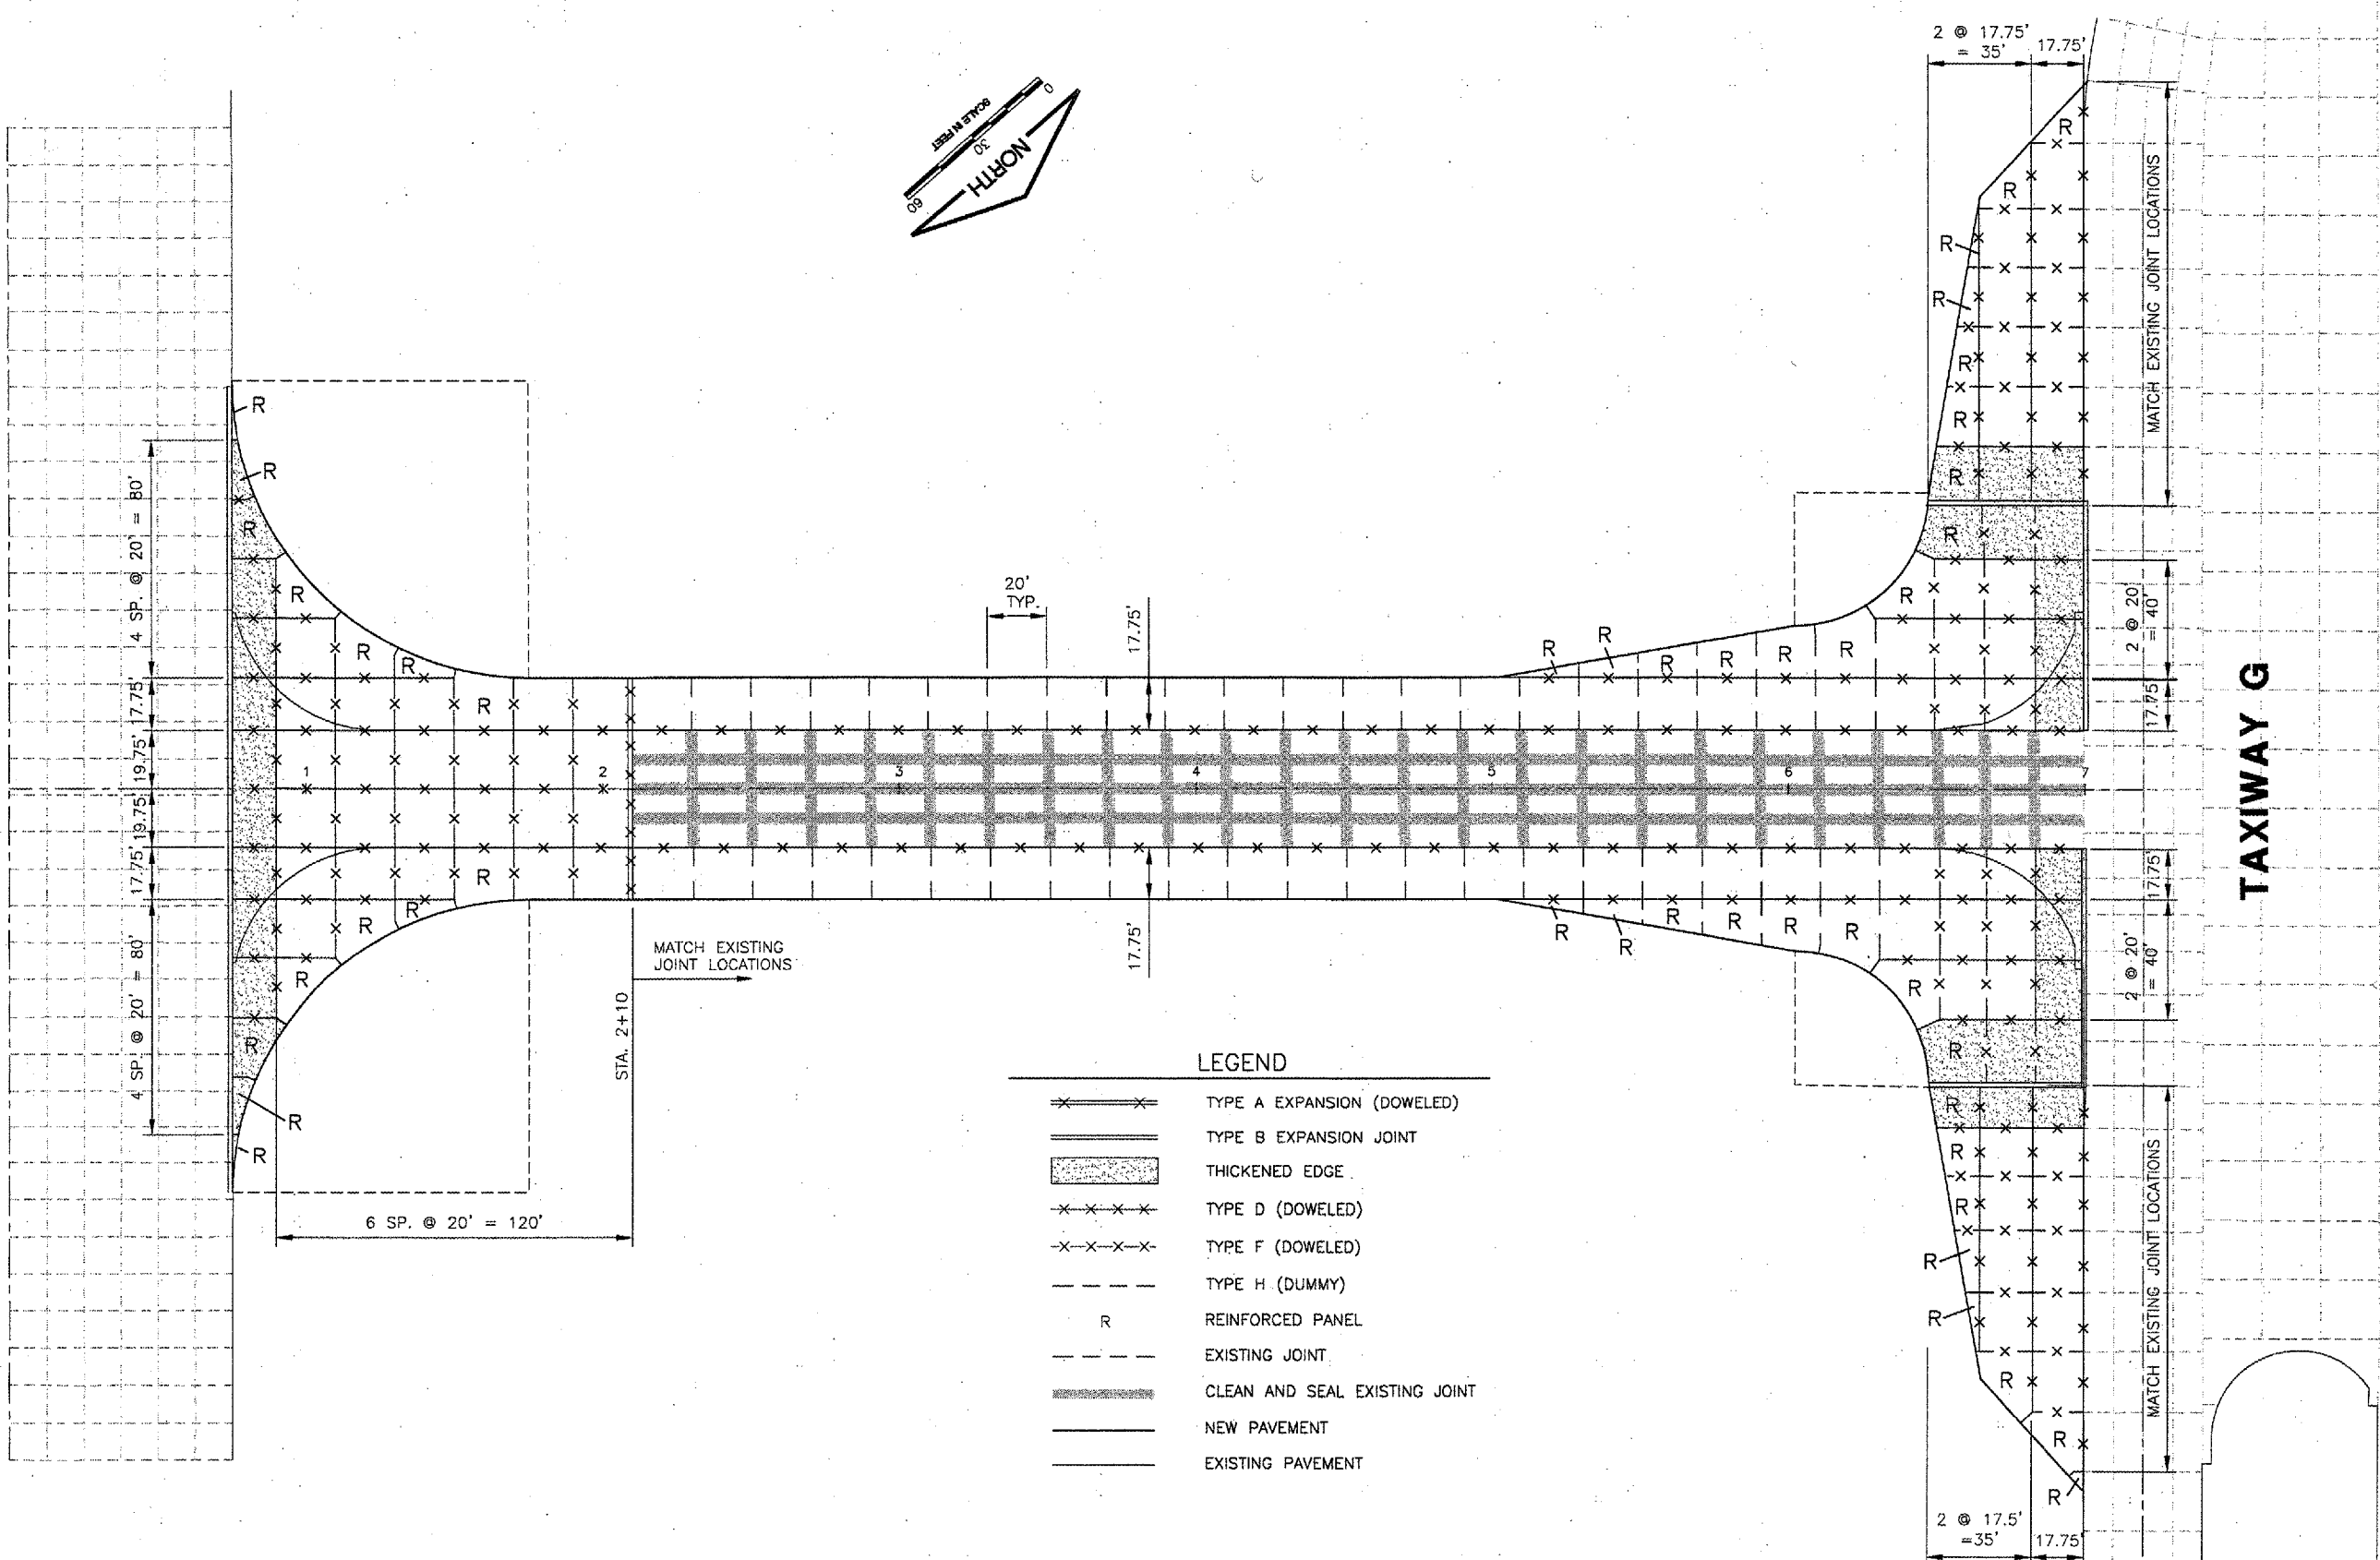 2 @ 17.75'
= 35'
17.75'
SCALE IN FEET
0
30
60
NORTH
MATCH EXISTING JOINT LOCATIONS
R
R
R
R
R
R
R
R
R
R
R
4 SP. @ 20' = 80'
R
R
R
R
R
20'
TYP.
17.75'
R
R
R
R
R
R
R
2 @ 20'
= 40'
17.75'
R
17.75'
19.75'
19.75'
17.75'
1
2
3
4
5
6
7
TAXIWAY G
R
R
R
R
R
R
R
R
R
R
R
R
17.75'
17.75'
2 @ 20'
= 40'
MATCH EXISTING
JOINT LOCATIONS
STA. 2+10
4 SP. @ 20' = 80'
R
R
R
6 SP. @ 20' = 120'
R
R
R
R
R
R
R
R
R
MATCH EXISTING JOINT LOCATIONS
LEGEND
TYPE A EXPANSION (DOWELED)
TYPE B EXPANSION JOINT
THICKENED EDGE
TYPE D (DOWELED)
TYPE F (DOWELED)
TYPE H (DUMMY)
R REINFORCED PANEL
EXISTING JOINT
CLEAN AND SEAL EXISTING JOINT
NEW PAVEMENT
EXISTING PAVEMENT
2 @ 17.5'
=35'
17.75'